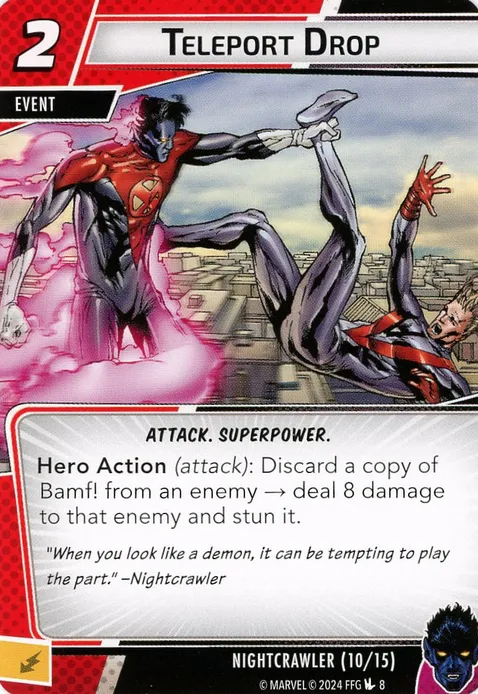 2
TELEPORT DROP
EVENT
ATTACK. SUPERPOWER.
Hero Action (attack): Discard a copy of
Bamf! from an enemy → deal 8 damage
to that enemy and stun it.
"When you look like a demon, it can be tempting to play
the part." –Nightcrawler
NIGHTCRAWLER (10/15)
© MARVEL © 2024 FFG 8